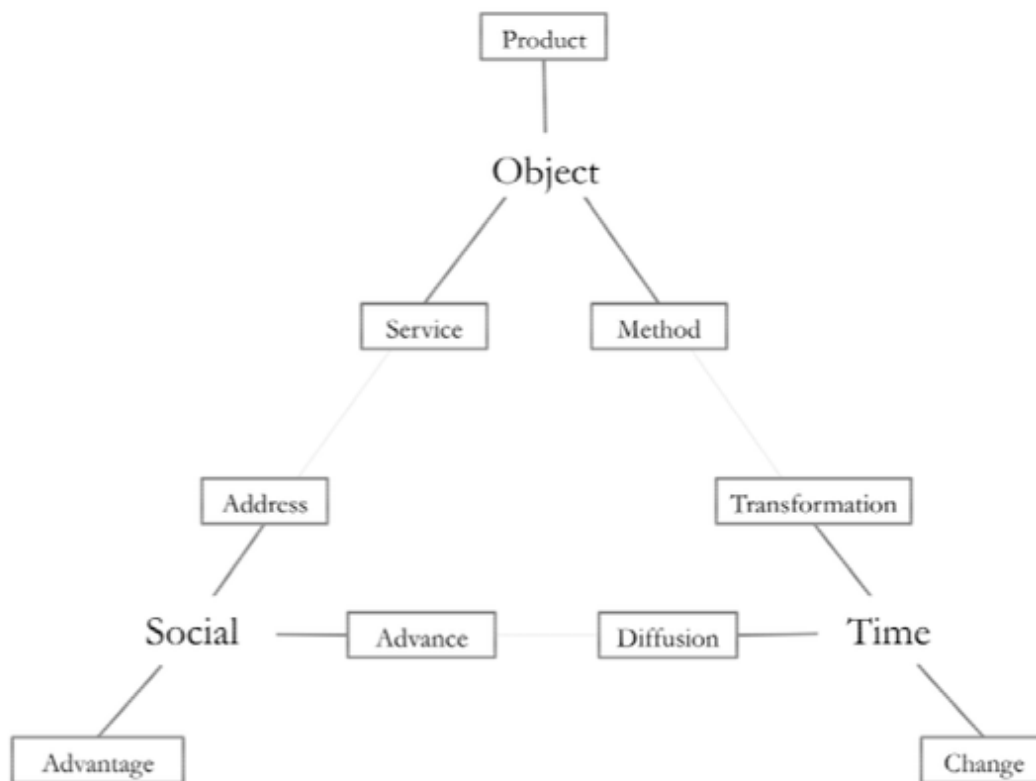 Product
Object
Service Method
Address Transformation
Social Advance Diffusion Time
Advantage Change